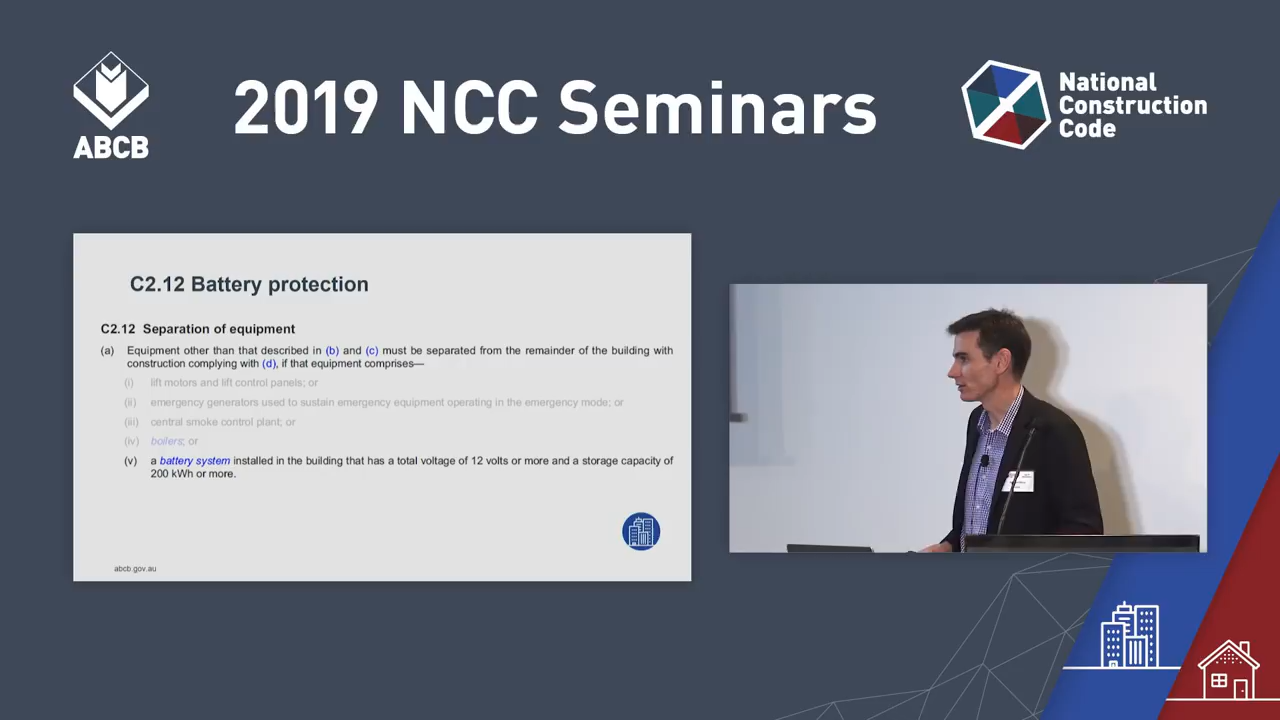 ABCB
2019 NCC Seminars
National
Construction
Code
C2.12 Battery protection
C2.12 Separation of equipment
(a) Equipment other than that described in (b) and (c) must be separated from the remainder of the building with
construction complying with (d), if that equipment comprises—
(i) lift motors and lift control panels; or
(ii) emergency generators used to sustain emergency equipment operating in the emergency mode; or
(iii) central smoke control plant; or
(iv) boilers; or
(v) a battery system installed in the building that has a total voltage of 12 volts or more and a storage capacity of
200 kWh or more.
abcb.gov.au